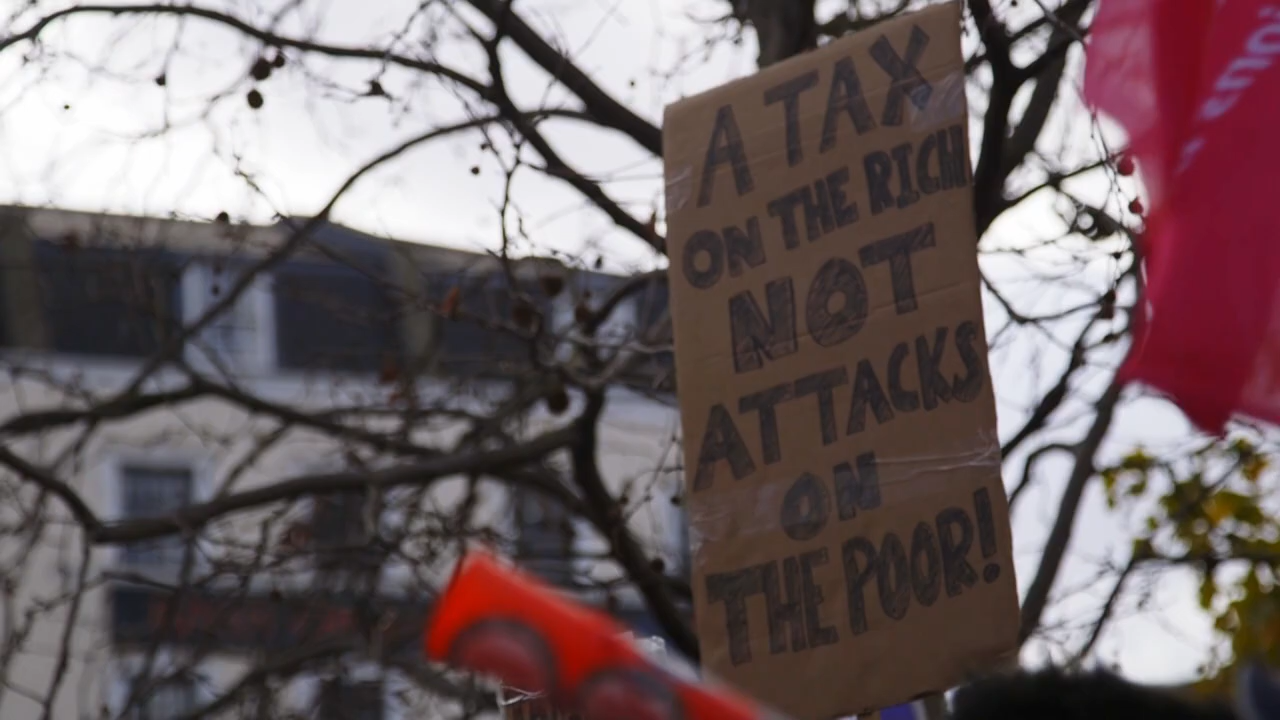 A TAX
ON THE RICH
NOT
ATTACKS
ON
THE POOR!